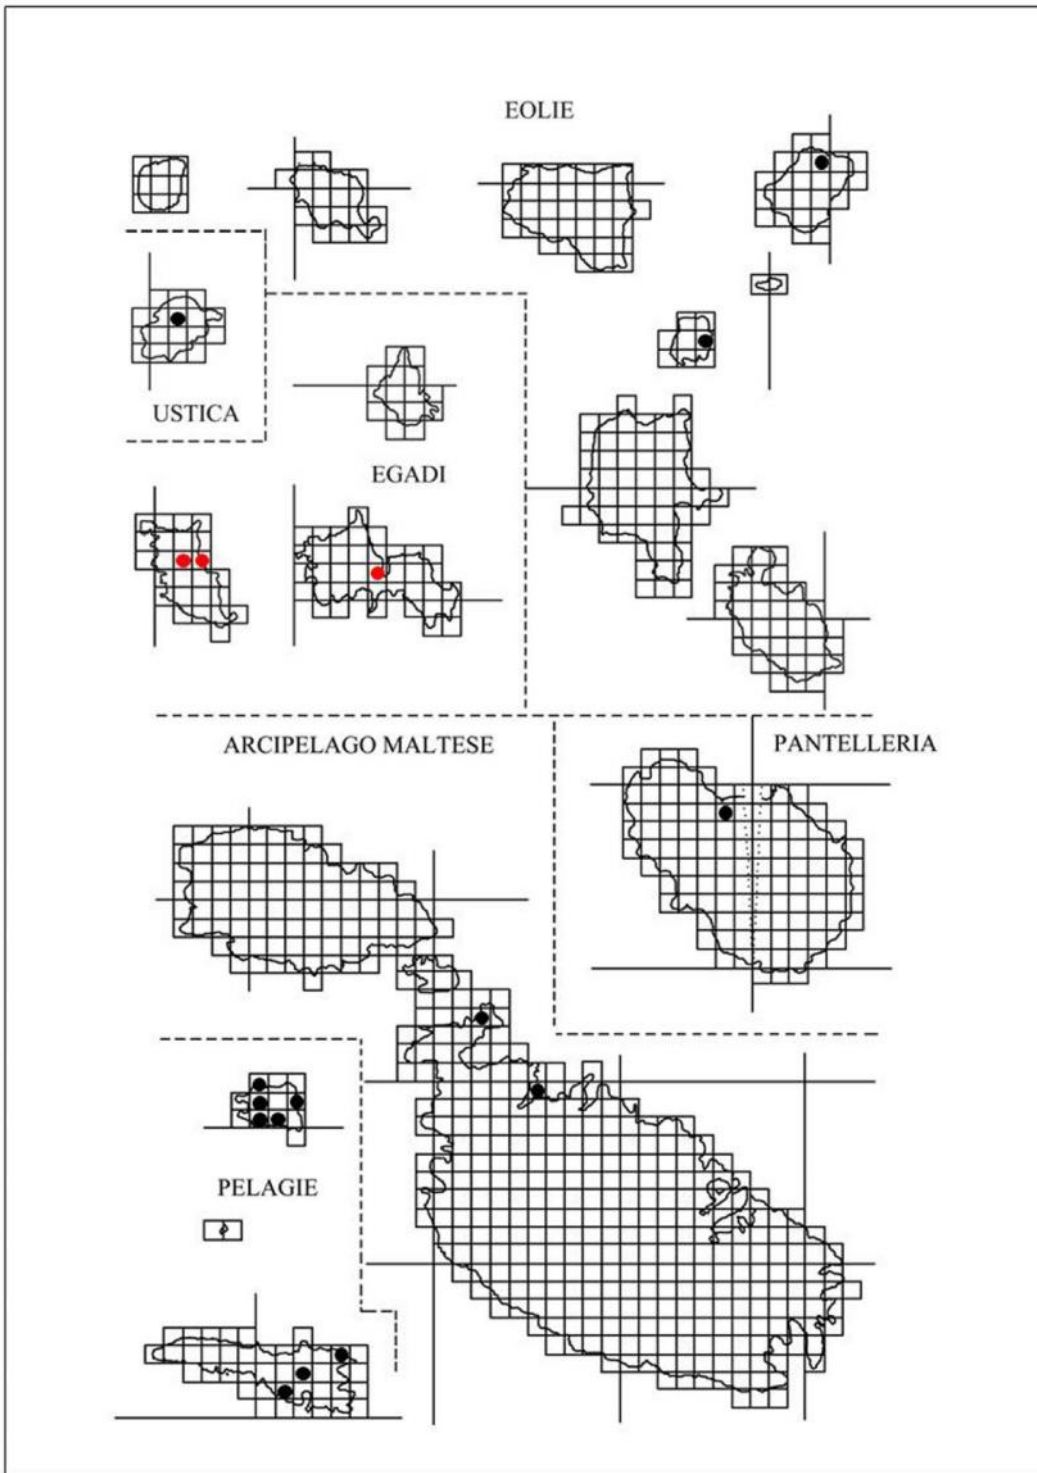 EOLIE
USTICA
EGADI
ARCIPELAGO MALTESE
PANTELLERIA
PELAGIE